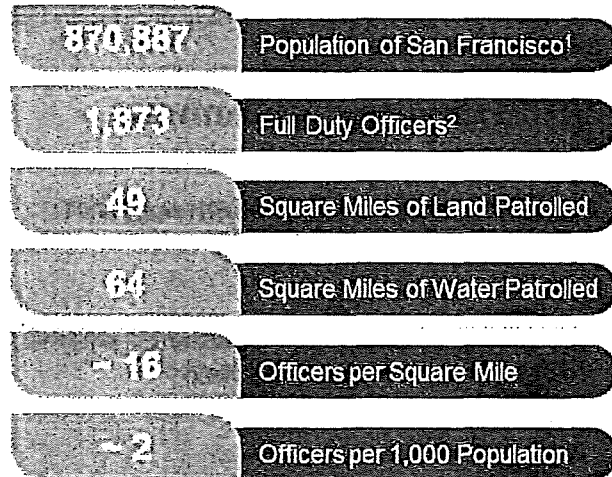 870,887 Population of San Francisco¹
1,873 Full Duty Officers²
49 Square Miles of Land Patrolled
64 Square Miles of Water Patrolled
~ 16 Officers per Square Mile
~ 2 Officers per 1,000 Population